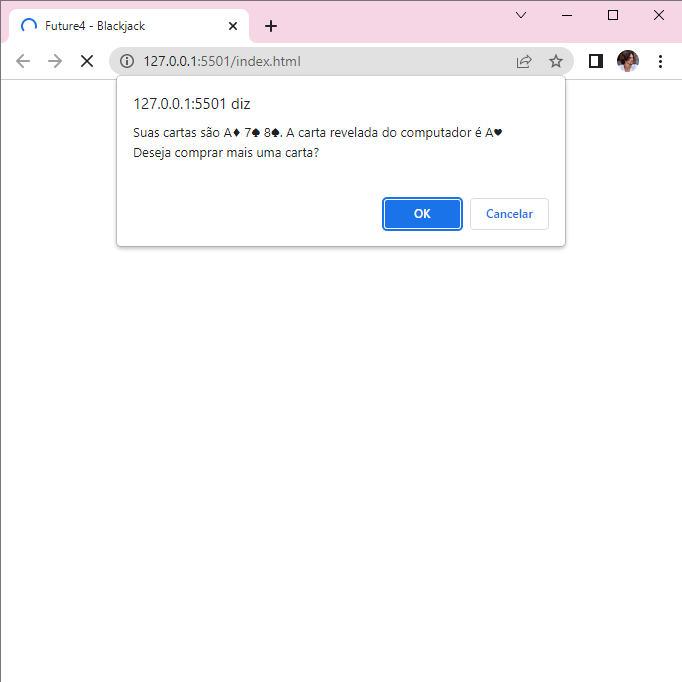 Future4 - Blackjack
127.0.0.1:5501/index.html
127.0.0.1:5501 diz
Suas cartas são A♦ 7♠ 8♠. A carta revelada do computador é A♥
Deseja comprar mais uma carta?
OK
Cancelar